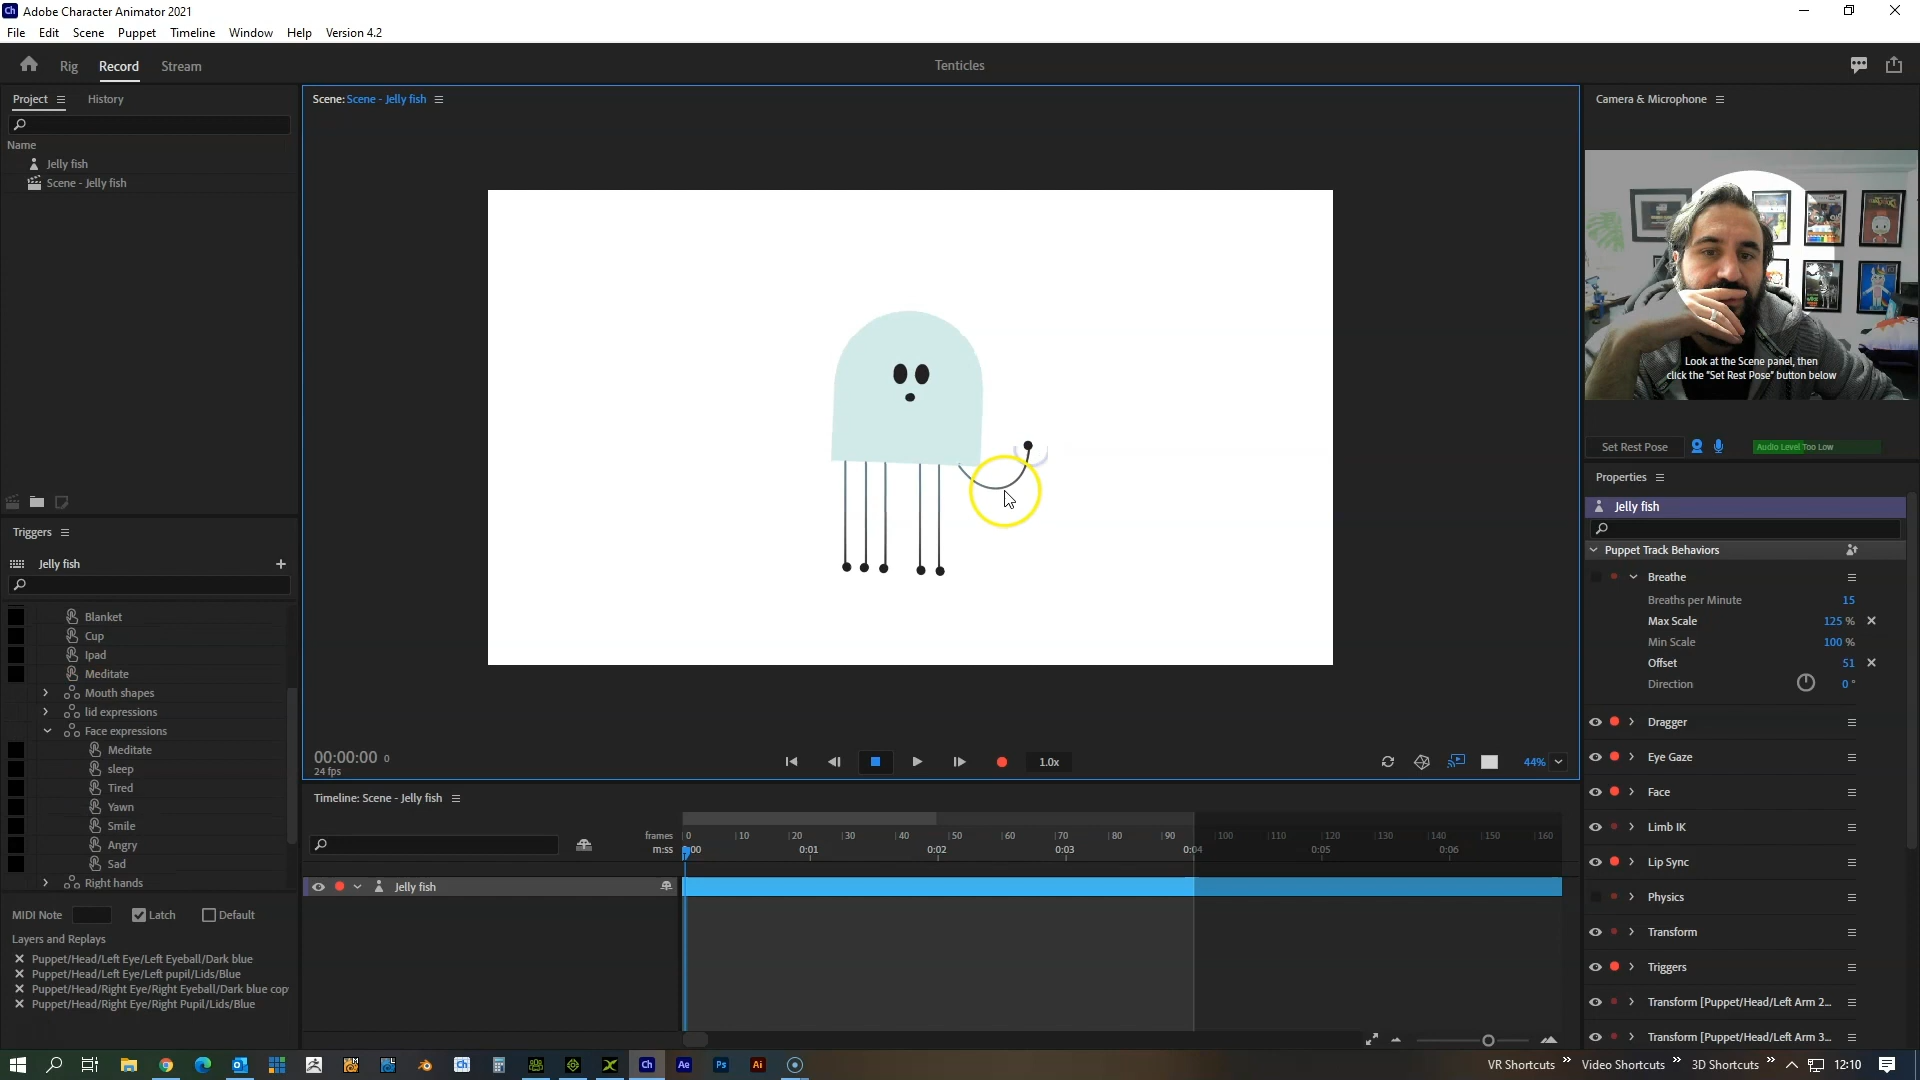 Ch Adobe Character Animator 2021
File Edit Scene Puppet Timeline Window Help Version 4.2
Rig Record Stream Tenticles
Project History
Scene: Scene - Jelly fish
Camera & Microphone
Name
Jelly fish
Scene - Jelly fish
Look at the Scene panel, then
click the "Set Rest Pose" button below
Set Rest Pose Audio Level Too Low
Properties
Jelly fish
Puppet Track Behaviors
Breathe
Breaths per Minute 15
Max Scale 125 %
Min Scale 100 %
Offset 51
Direction 0 °
Dragger
Eye Gaze
Face
Limb IK
Lip Sync
Physics
Transform
Triggers
Transform [Puppet/Head/Left Arm 2...
Transform [Puppet/Head/Left Arm 3...
Triggers
Jelly fish
Blanket
Cup
Ipad
Meditate
Mouth shapes
lid expressions
Face expressions
Meditate
sleep
Tired
Yawn
Smile
Angry
Sad
Right hands
MIDI Note Latch Default
Layers and Replays
Puppet/Head/Left Eye/Left Eyeball/Dark blue
Puppet/Head/Left Eye/Left pupil/Lids/Blue
Puppet/Head/Right Eye/Right Eyeball/Dark blue cop
Puppet/Head/Right Eye/Right Pupil/Lids/Blue
00:00:00 0
24 fps
1.0x
44%
Timeline: Scene - Jelly fish
frames 0 10 20 30 40 50 60 70 80 90 100 110 120 130 140 150 160
m:ss 0:00 0:01 0:02 0:03 0:04 0:05 0:06
Jelly fish
Ch Ae Ps Ai
VR Shortcuts Video Shortcuts 3D Shortcuts 12:10